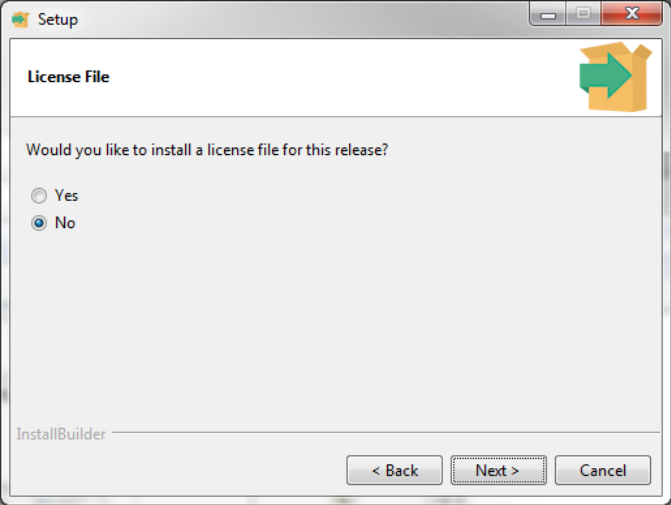 Setup
License File
Would you like to install a license file for this release?
Yes
No
InstallBuilder
< Back
Next >
Cancel